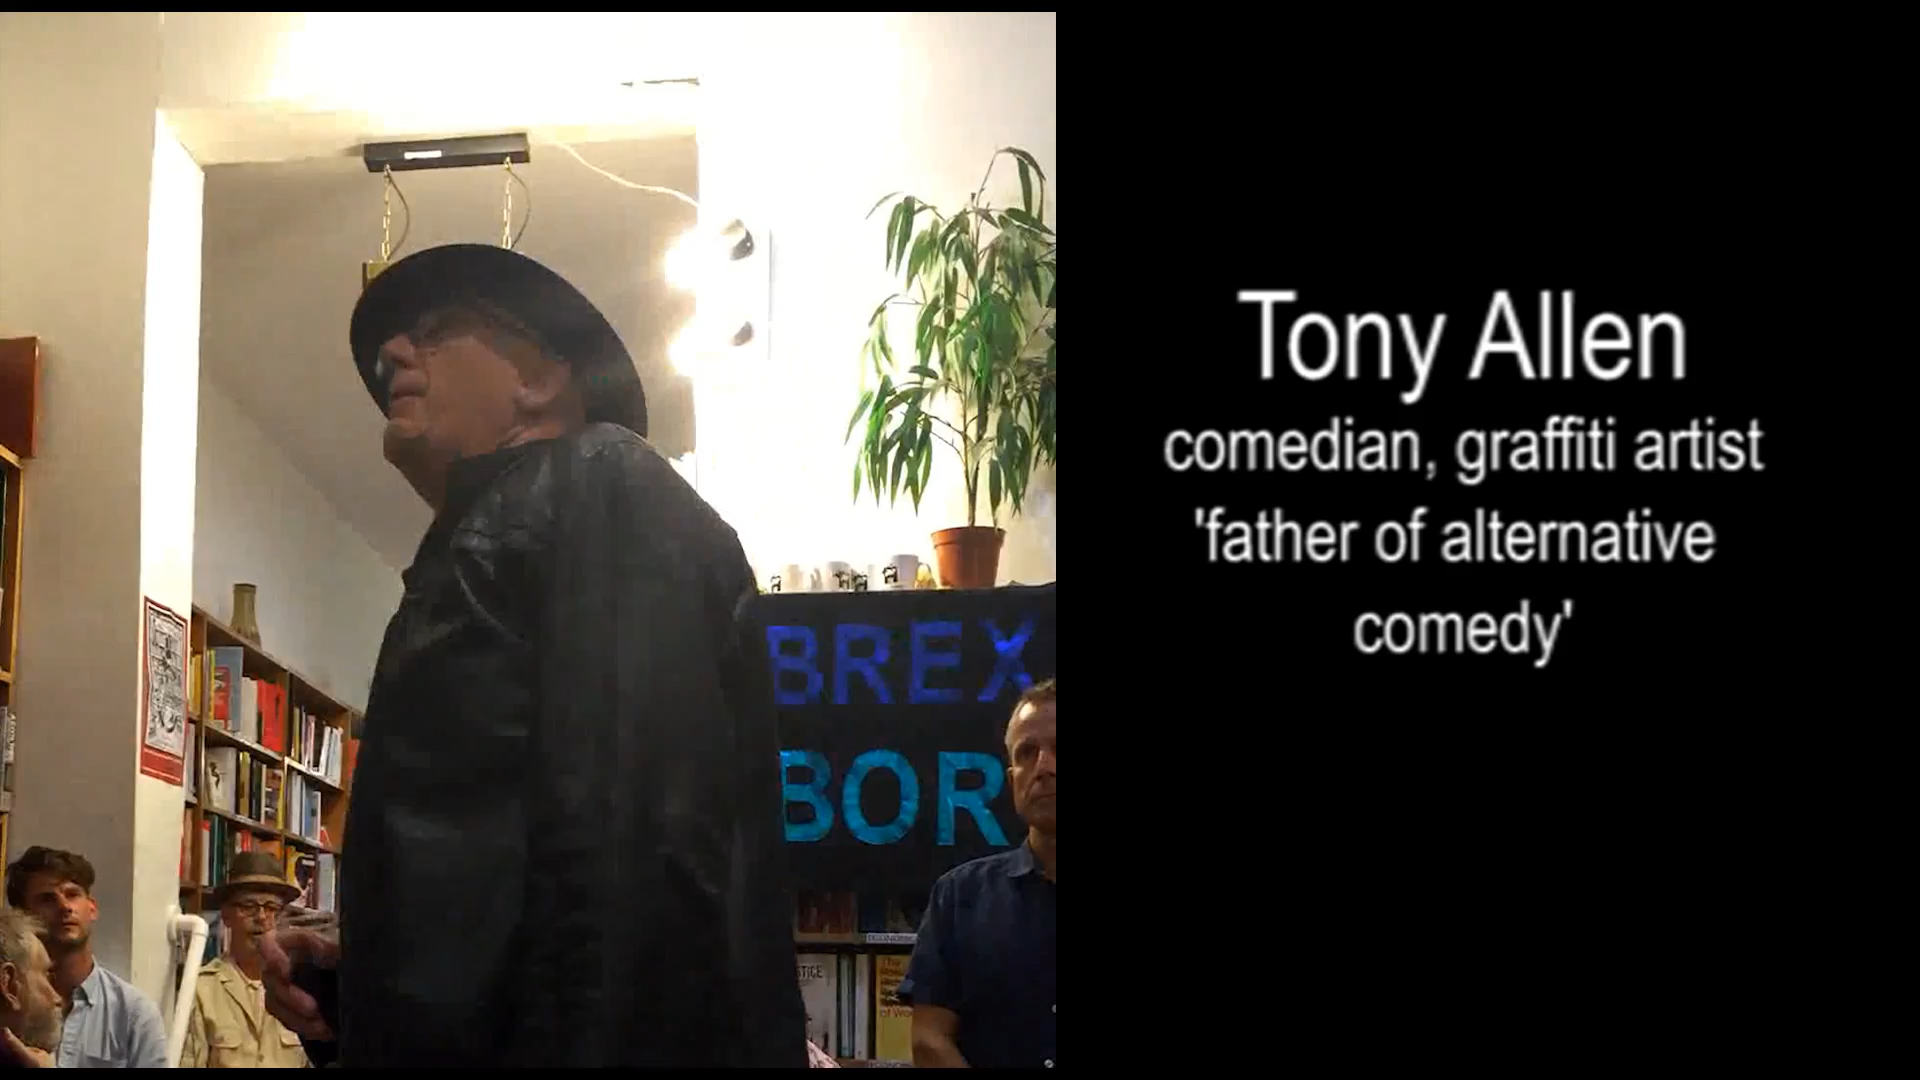 Tony Allen
comedian, graffiti artist
'father of alternative
comedy'
BREX
BOR